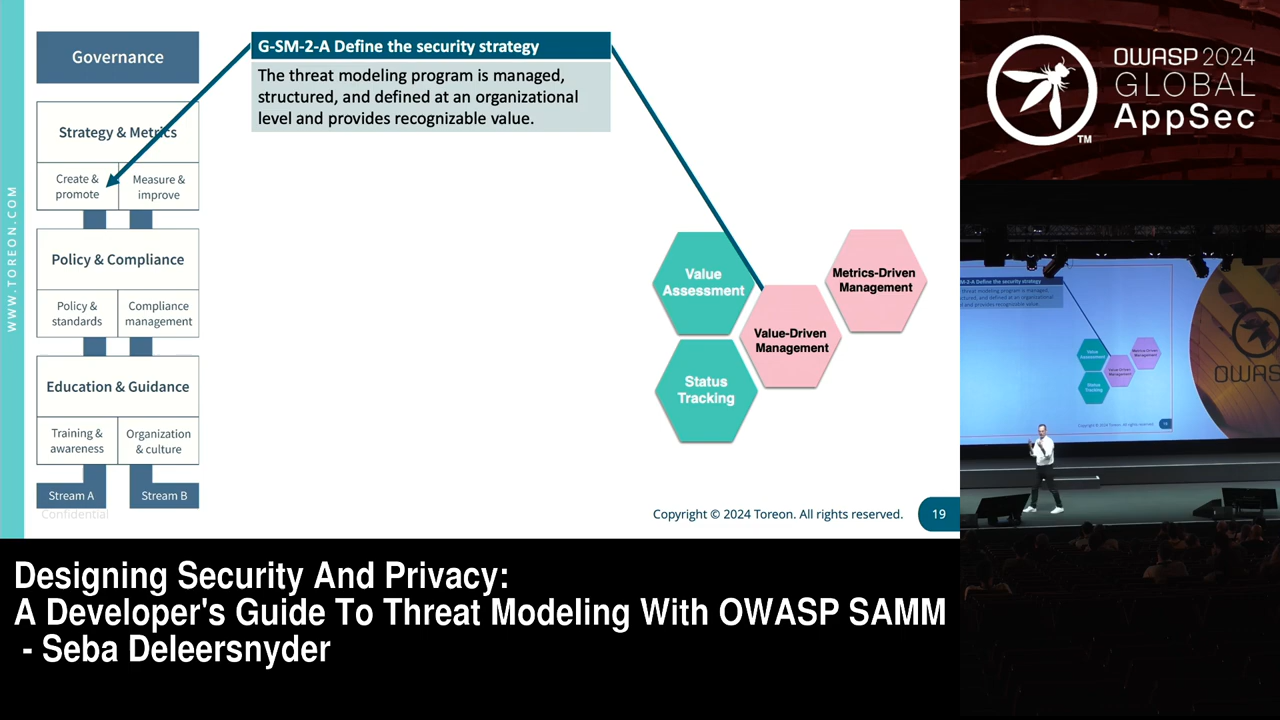 WWW.TOREON.COM
Governance
Strategy & Metrics
Create &
promote
Measure &
improve
Policy & Compliance
Policy &
standards
Compliance
management
Education & Guidance
Training &
awareness
Organization
& culture
Stream A
Stream B
Confidential
G-SM-2-A Define the security strategy
The threat modeling program is managed,
structured, and defined at an organizational
level and provides recognizable value.
Value
Assessment
Status
Tracking
Value-Driven
Management
Metrics-Driven
Management
Copyright © 2024 Toreon. All rights reserved.
19
OWASP 2024
GLOBAL
AppSec
TM
Designing Security And Privacy:
A Developer's Guide To Threat Modeling With OWASP SAMM
- Seba Deleersnyder